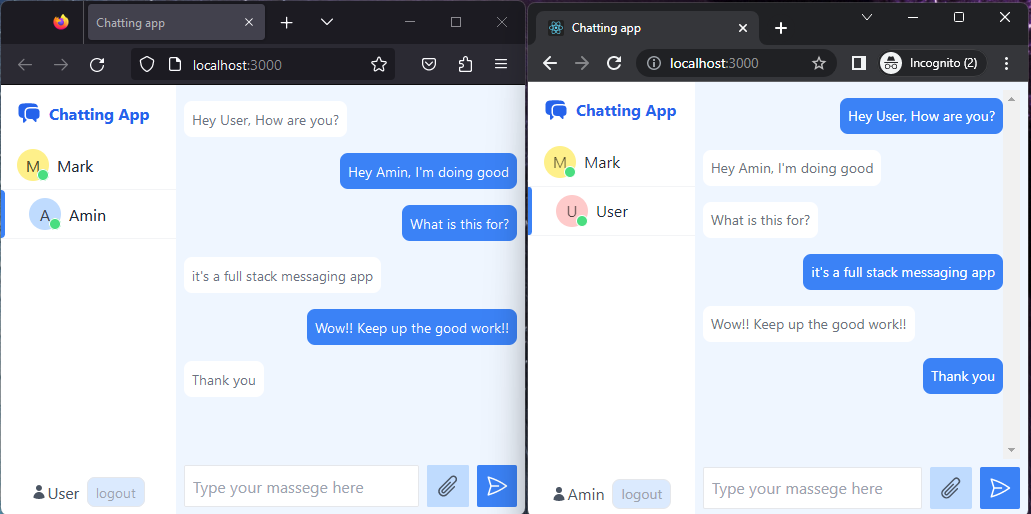 Chatting app
localhost:3000
Chatting App
M Mark
A Amin
Hey User, How are you?
Hey Amin, I'm doing good
What is this for?
it's a full stack messaging app
Wow!! Keep up the good work!!
Thank you
User logout
Type your massege here
Chatting app
localhost:3000
Incognito (2)
Chatting App
M Mark
U User
Hey User, How are you?
Hey Amin, I'm doing good
What is this for?
it's a full stack messaging app
Wow!! Keep up the good work!!
Thank you
Amin logout
Type your massege here